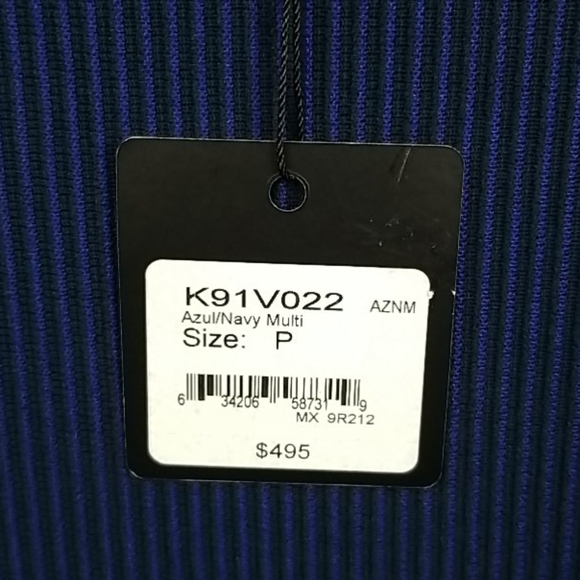 K91V022 AZNM
Azul/Navy Multi
Size: P
6 34206 58731 9
MX 9R212
$495